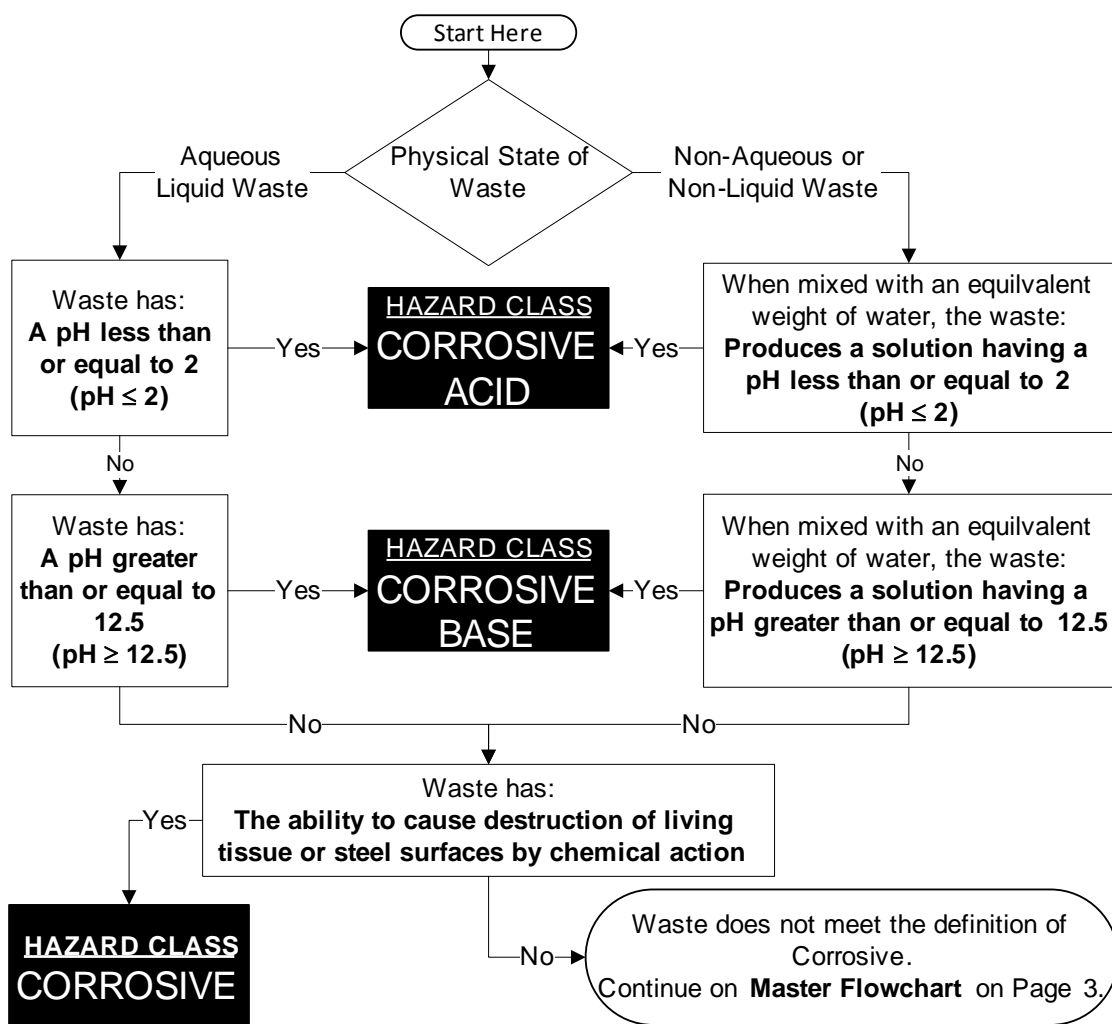 Start Here
Physical State of
Waste
Aqueous
Liquid Waste
Non-Aqueous or
Non-Liquid Waste
Waste has:
A pH less than
or equal to 2
(pH ≤ 2)
Yes
HAZARD CLASS
CORROSIVE
ACID
Yes
When mixed with an equilvalent
weight of water, the waste:
Produces a solution having a
pH less than or equal to 2
(pH ≤ 2)
No
No
Waste has:
A pH greater
than or equal to
12.5
(pH ≥ 12.5)
Yes
HAZARD CLASS
CORROSIVE
BASE
Yes
When mixed with an equilvalent
weight of water, the waste:
Produces a solution having a
pH greater than or equal to 12.5
(pH ≥ 12.5)
No
No
Waste has:
The ability to cause destruction of living
tissue or steel surfaces by chemical action
Yes
HAZARD CLASS
CORROSIVE
No
Waste does not meet the definition of
Corrosive.
Continue on Master Flowchart on Page 3.